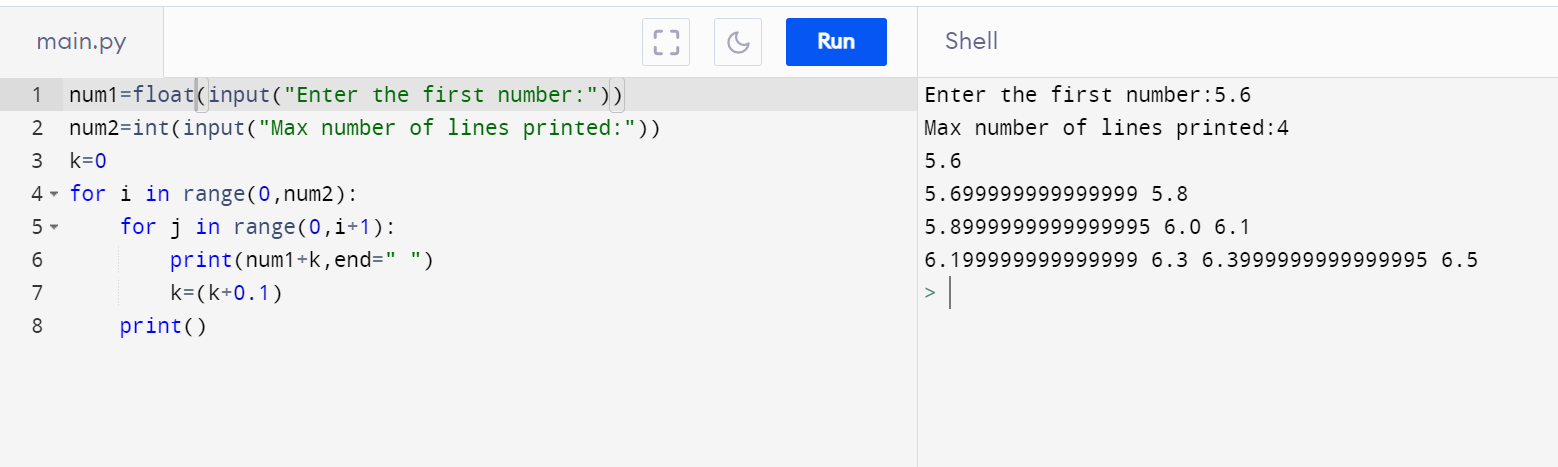 main.py
Run
Shell
1 num1=float(input("Enter the first number:"))
2 num2=int(input("Max number of lines printed:"))
3 k=0
4 for i in range(0,num2):
5     for j in range(0,i+1):
6         print(num1+k,end=" ")
7         k=(k+0.1)
8     print()
Enter the first number:5.6
Max number of lines printed:4
5.6
5.699999999999999 5.8
5.8999999999999995 6.0 6.1
6.199999999999999 6.3 6.3999999999999995 6.5
>